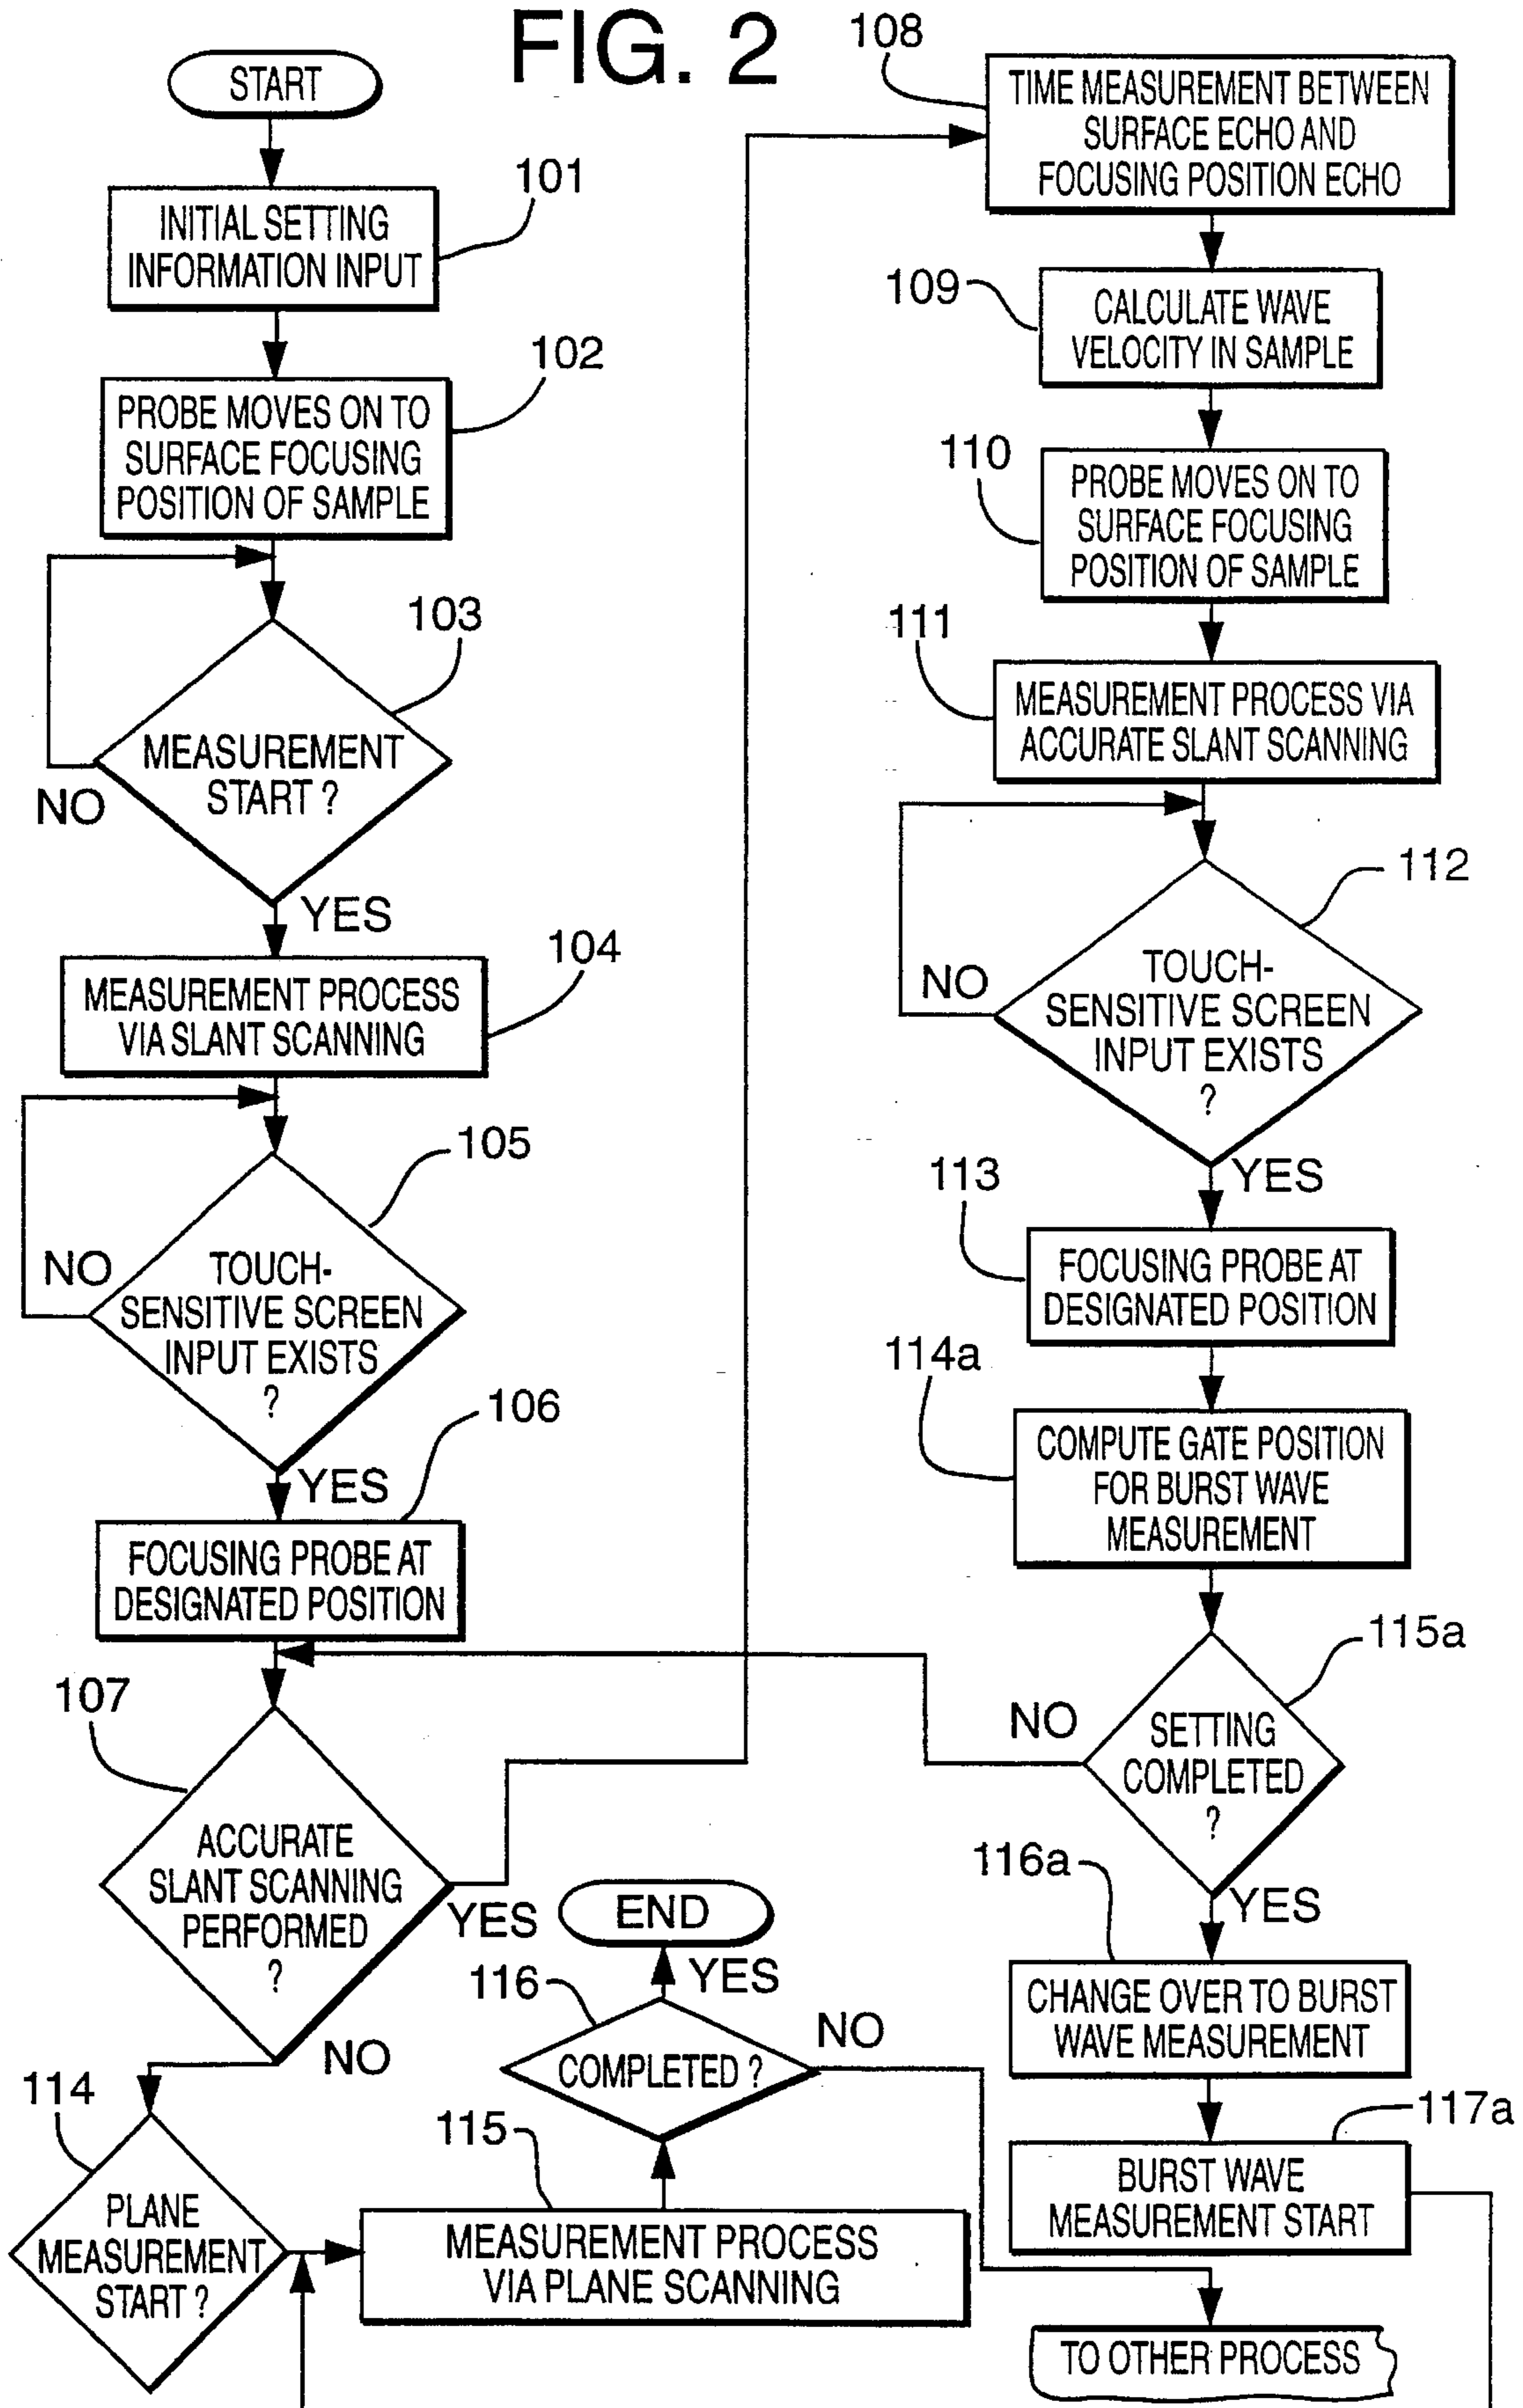 FIG. 2
START
101
INITIAL SETTING
INFORMATION INPUT
102
PROBE MOVES ON TO
SURFACE FOCUSING
POSITION OF SAMPLE
103
MEASUREMENT
START ?
NO
YES
104
MEASUREMENT PROCESS
VIA SLANT SCANNING
105
NO
TOUCH-
SENSITIVE SCREEN
INPUT EXISTS
?
YES
106
FOCUSING PROBE AT
DESIGNATED POSITION
107
ACCURATE
SLANT SCANNING
PERFORMED
?
YES
NO
114
PLANE
MEASUREMENT
START ?
115
MEASUREMENT PROCESS
VIA PLANE SCANNING
116
COMPLETED ?
YES
NO
END
108
TIME MEASUREMENT BETWEEN
SURFACE ECHO AND
FOCUSING POSITION ECHO
109
CALCULATE WAVE
VELOCITY IN SAMPLE
110
PROBE MOVES ON TO
SURFACE FOCUSING
POSITION OF SAMPLE
111
MEASUREMENT PROCESS VIA
ACCURATE SLANT SCANNING
112
NO
TOUCH-
SENSITIVE SCREEN
INPUT EXISTS
?
YES
113
FOCUSING PROBE AT
DESIGNATED POSITION
114a
COMPUTE GATE POSITION
FOR BURST WAVE
MEASUREMENT
115a
NO
SETTING
COMPLETED
?
YES
116a
CHANGE OVER TO BURST
WAVE MEASUREMENT
117a
BURST WAVE
MEASUREMENT START
TO OTHER PROCESS